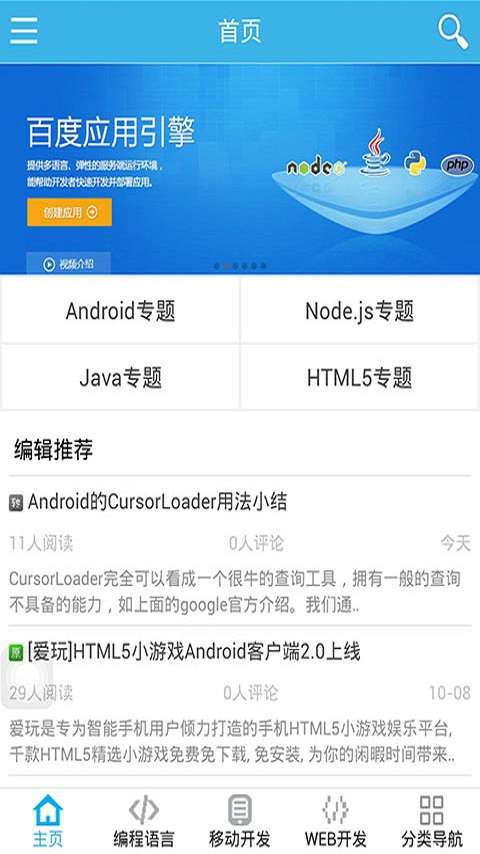 首页
百度应用引擎
提供多语言、弹性的服务端运行环境，
能帮助开发者快速开发并部署应用。
创建应用
视频介绍
node
php
Android专题
Node.js专题
Java专题
HTML5专题
编辑推荐
转 Android的CursorLoader用法小结
11人阅读 0人评论 今天
CursorLoader完全可以看成一个很牛的查询工具，拥有一般的查询
不具备的能力，如上面的google官方介绍。我们通..
原 [爱玩]HTML5小游戏Android客户端2.0上线
29人阅读 0人评论 10-08
爱玩是专为智能手机用户倾力打造的手机HTML5小游戏娱乐平台,
千款HTML5精选小游戏免费免下载, 免安装, 为你的闲暇时间带来..
主页
编程语言
移动开发
WEB开发
分类导航